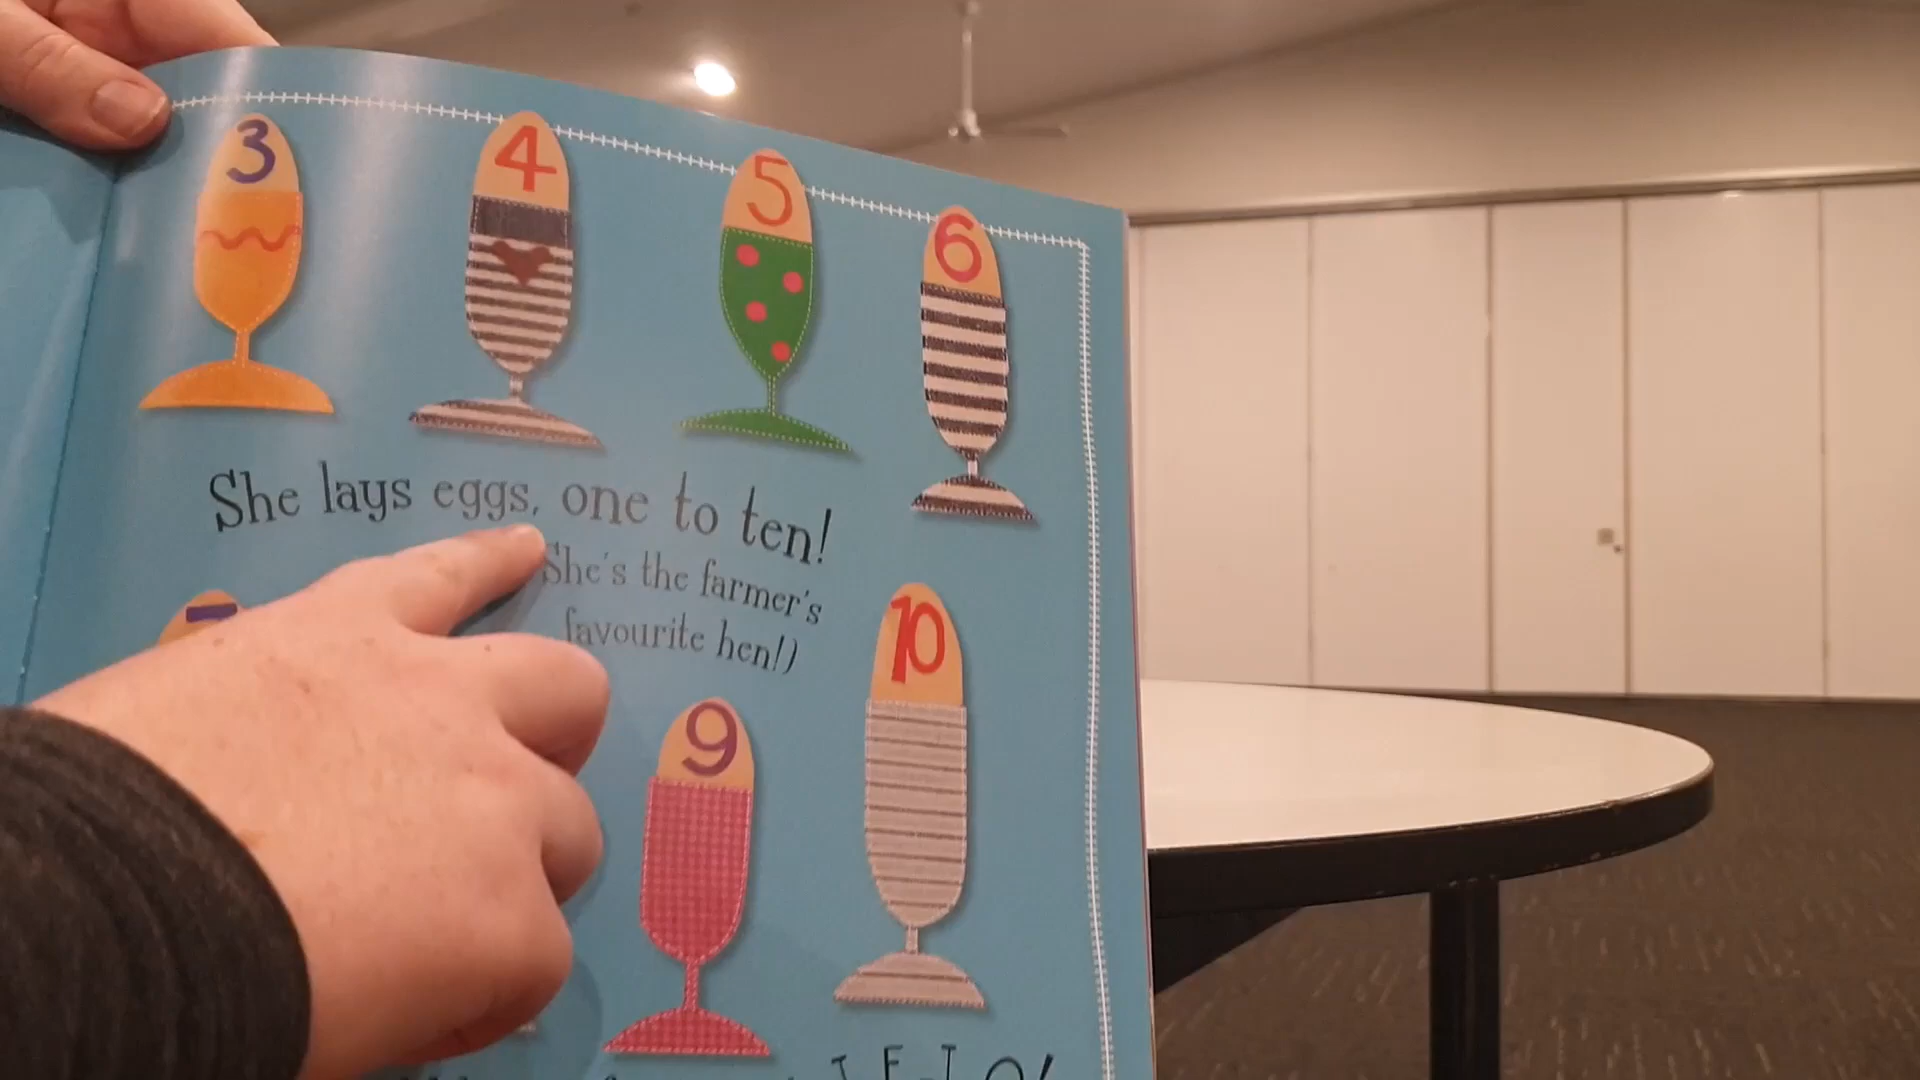 3 4 5 6
She lays eggs, one to ten!
She's the farmer's
favourite hen!)
10
9